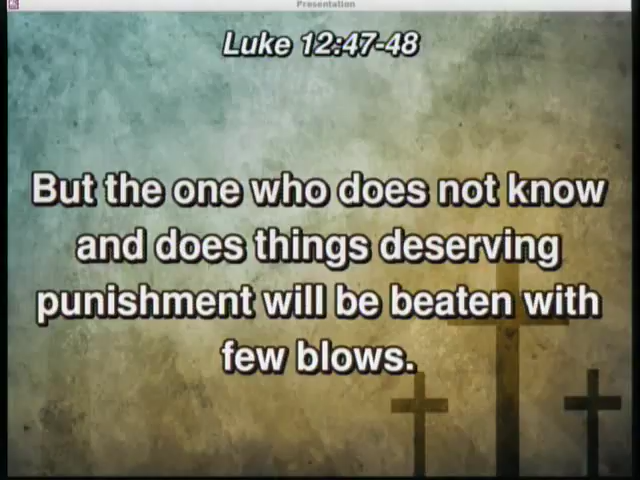 Presentation
Luke 12:47-48
But the one who does not know
and does things deserving
punishment will be beaten with
few blows.